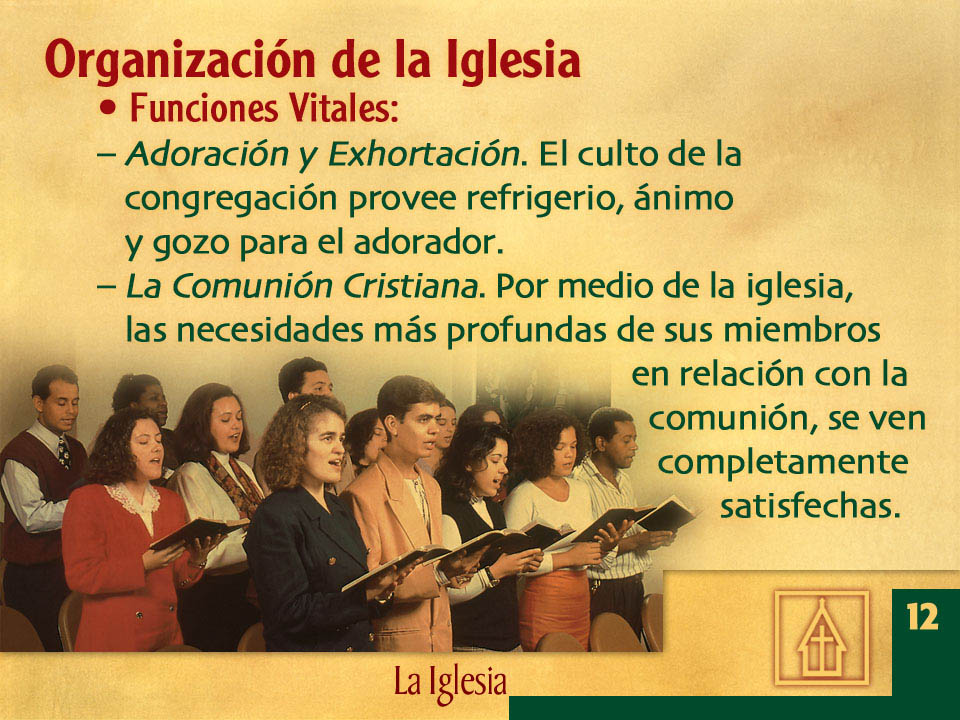 Organización de la Iglesia
• Funciones Vitales:
– Adoración y Exhortación. El culto de la
congregación provee refrigerio, ánimo
y gozo para el adorador.
– La Comunión Cristiana. Por medio de la iglesia,
las necesidades más profundas de sus miembros
en relación con la
comunión, se ven
completamente
satisfechas.
12
La Iglesia